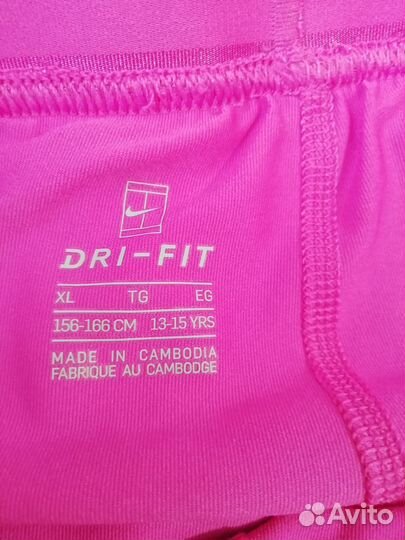 DRI-FIT
XL TG EG
156-166 CM 13-15 YRS
MADE IN CAMBODIA
FABRIQUE AU CAMBODGE
Avito